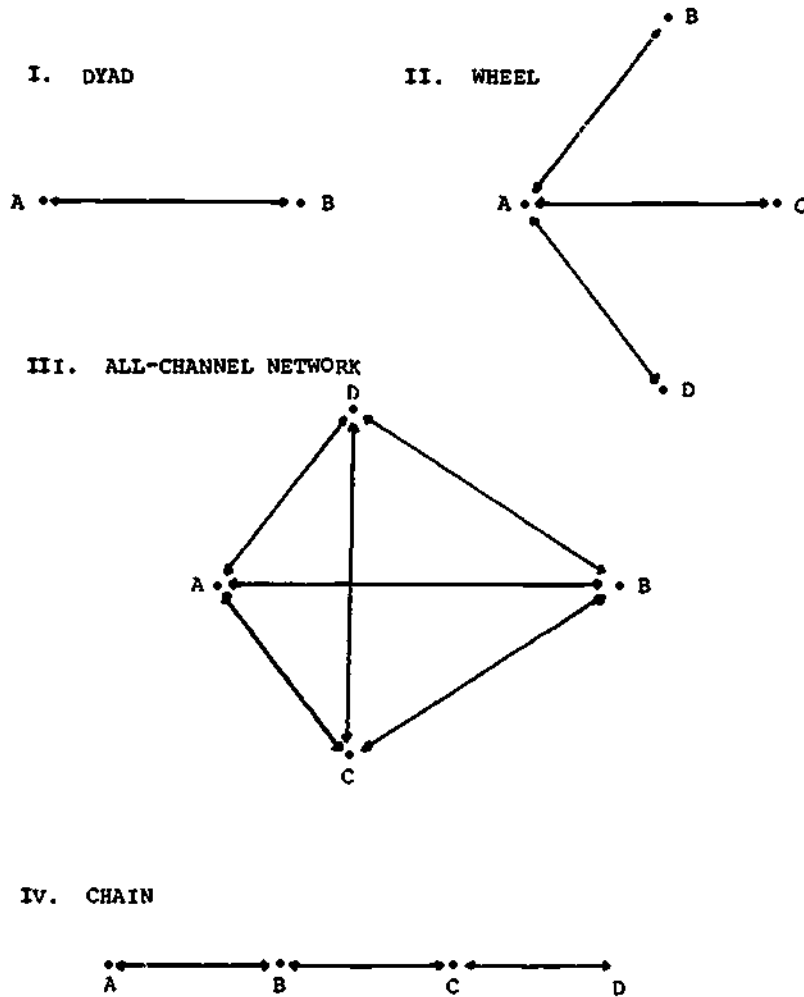 I. DYAD
A B
II. WHEEL
B
A C
D
III. ALL-CHANNEL NETWORK
D
A B
C
IV. CHAIN
A B C D